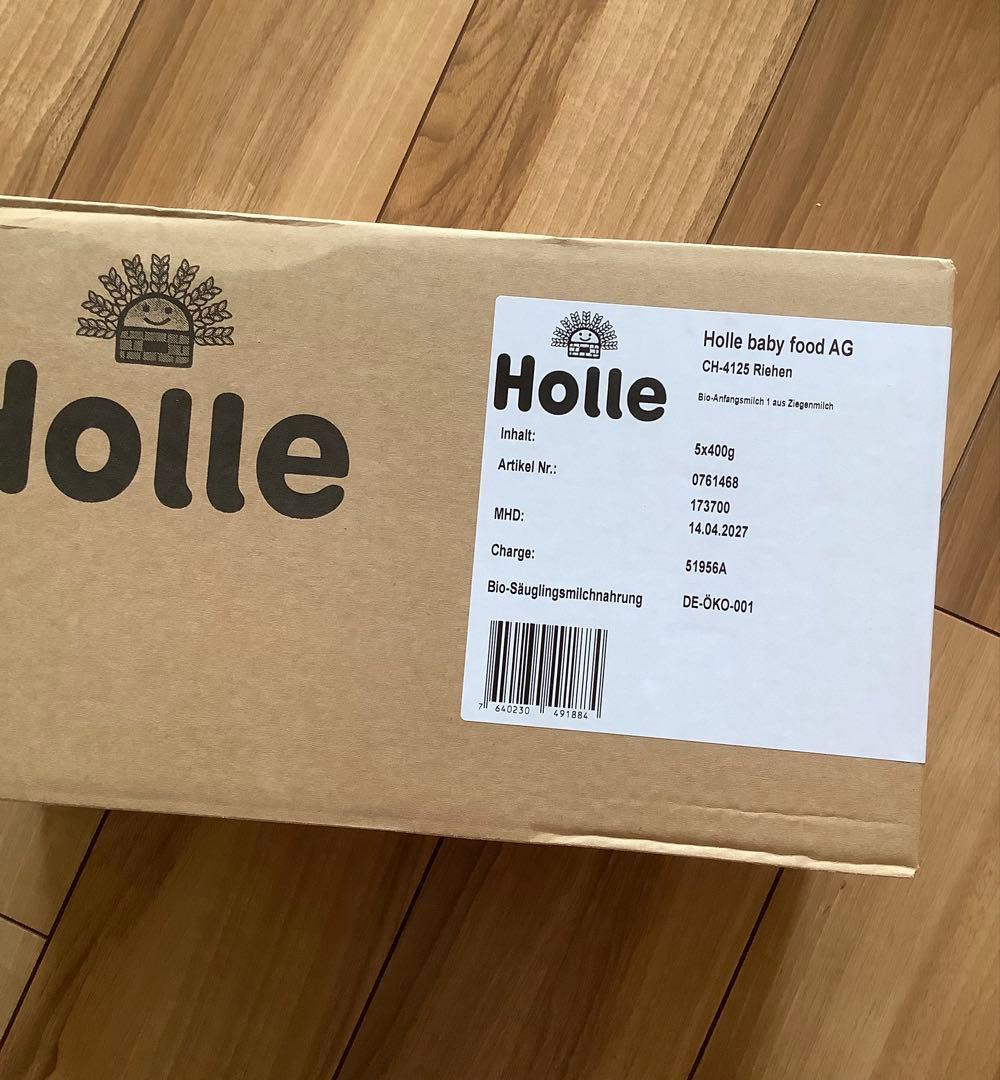 Holle
Holle
Holle baby food AG
CH-4125 Riehen
Bio-Anfangsmilch 1 aus Ziegenmilch
Inhalt: 5x400g
Artikel Nr.: 0761468
173700
MHD: 14.04.2027
Charge: 51956A
Bio-Säuglingsmilchnahrung DE-ÖKO-001
7 640230 491884